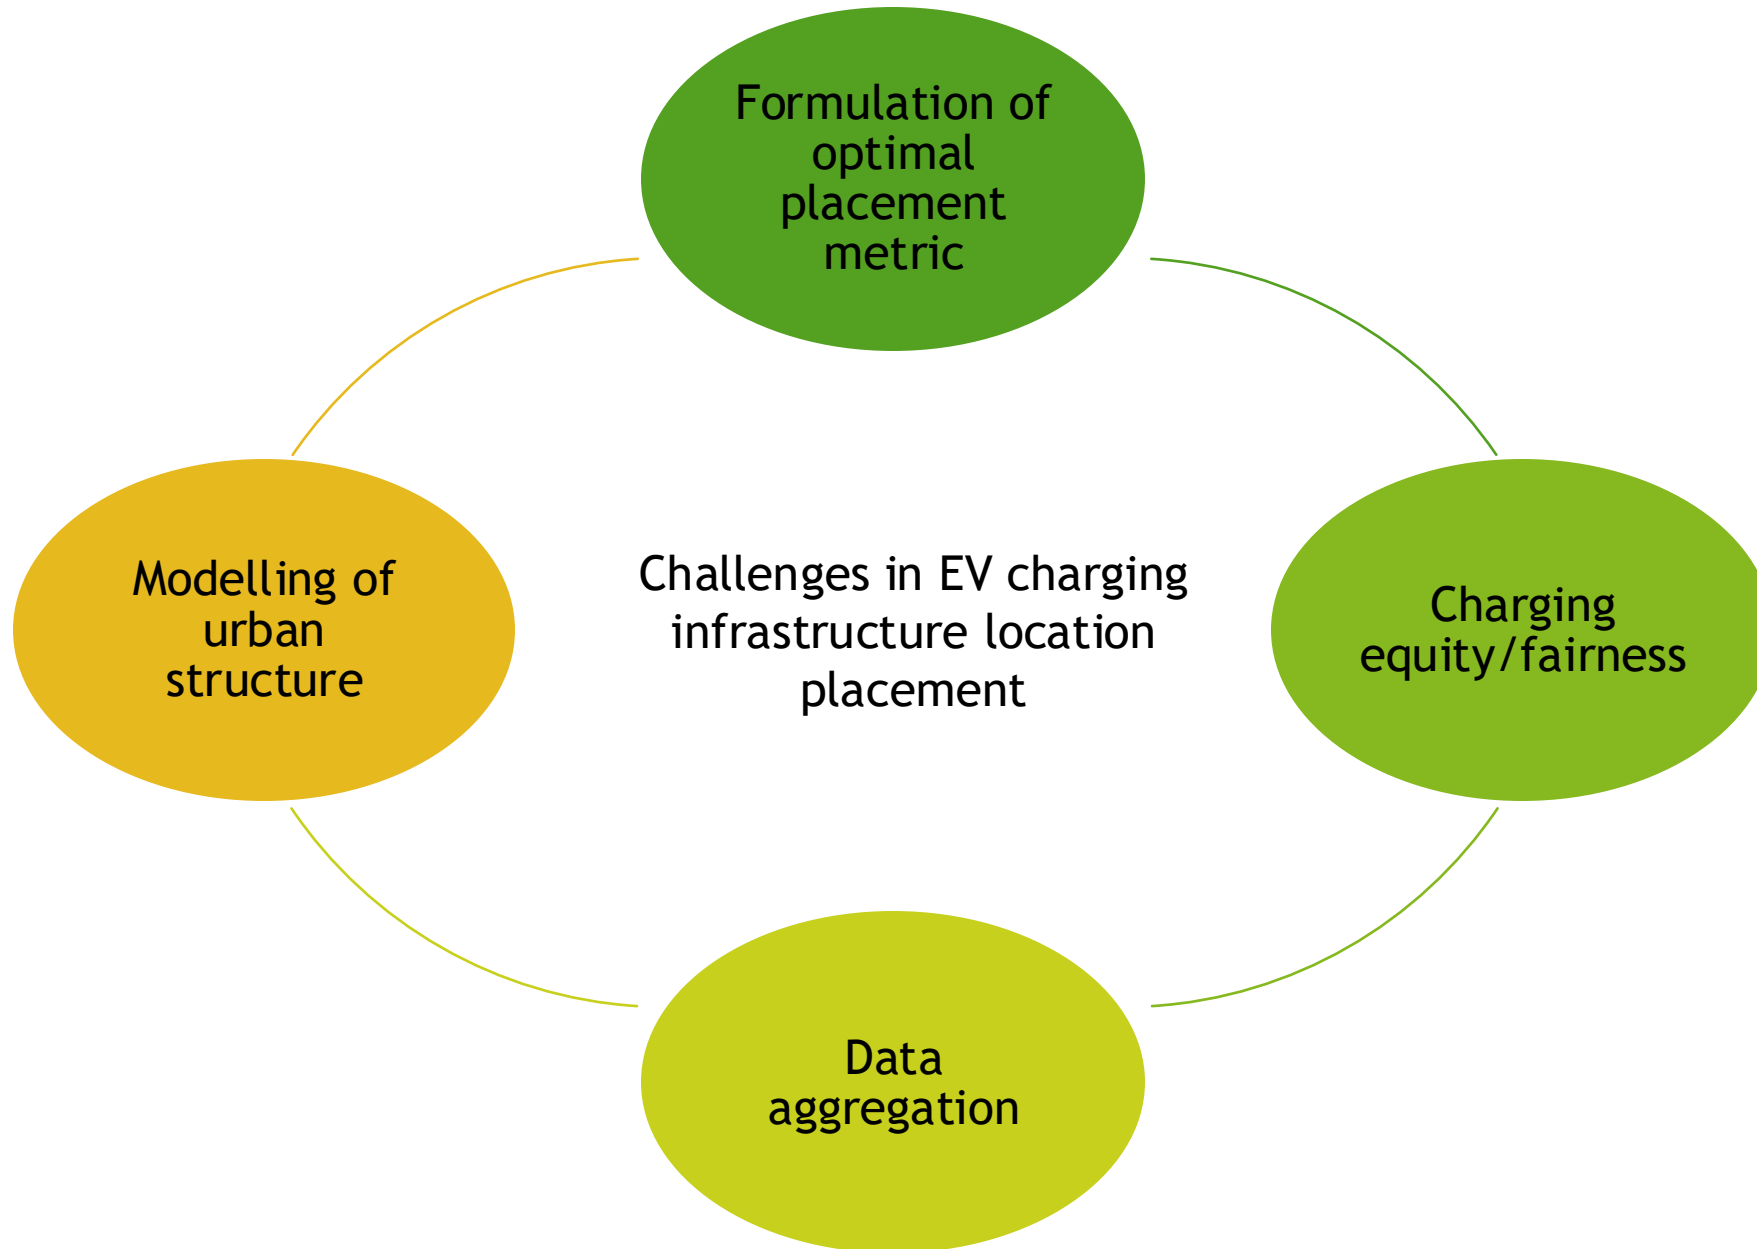 Formulation of
optimal
placement
metric
Modelling of
urban
structure
Challenges in EV charging
infrastructure location
placement
Charging
equity/fairness
Data
aggregation